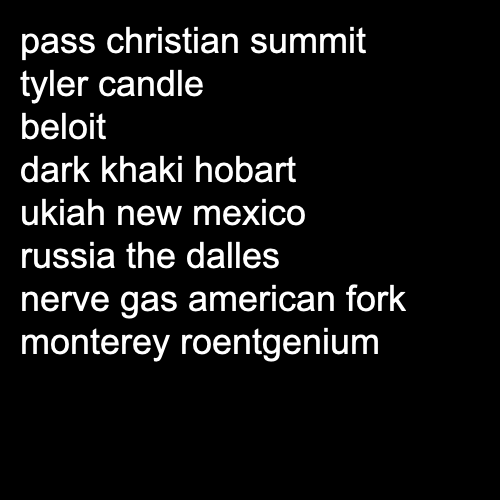 pass christian summit
tyler candle
beloit
dark khaki hobart
ukiah new mexico
russia the dalles
nerve gas american fork
monterey roentgenium